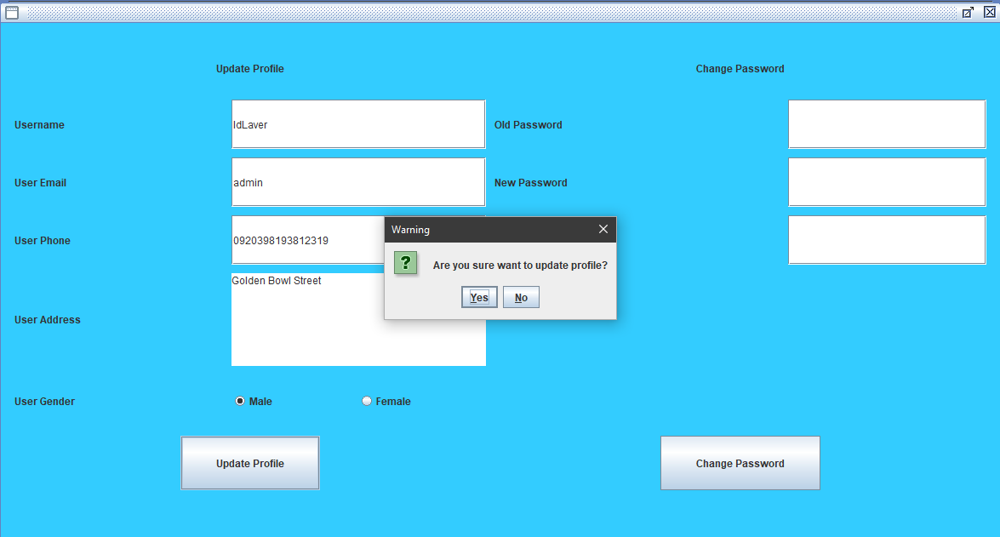 Update Profile
Change Password
Username
IdLaver
Old Password
User Email
admin
New Password
User Phone
0920398193812319
Warning
Are you sure want to update profile?
Yes
No
Golden Bowl Street
User Address
User Gender
Male
Female
Update Profile
Change Password